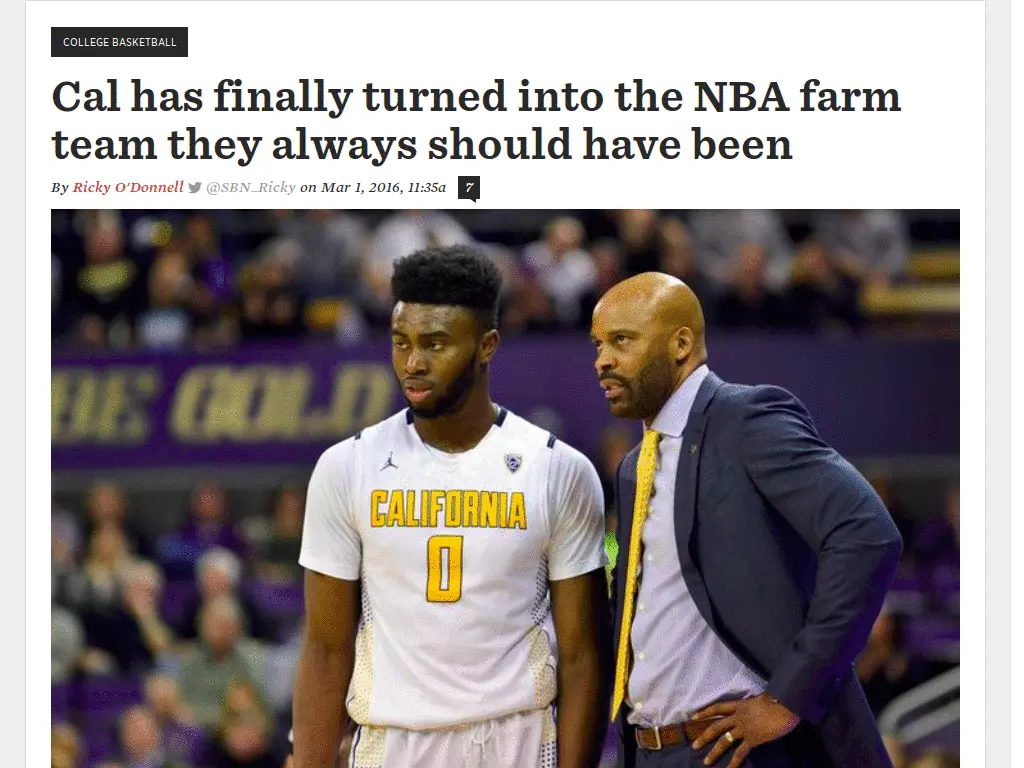 COLLEGE BASKETBALL
Cal has finally turned into the NBA farm
team they always should have been
By Ricky O'Donnell @SBN_Ricky on Mar 1, 2016, 11:35a 7
GOLD
CALIFORNIA
0